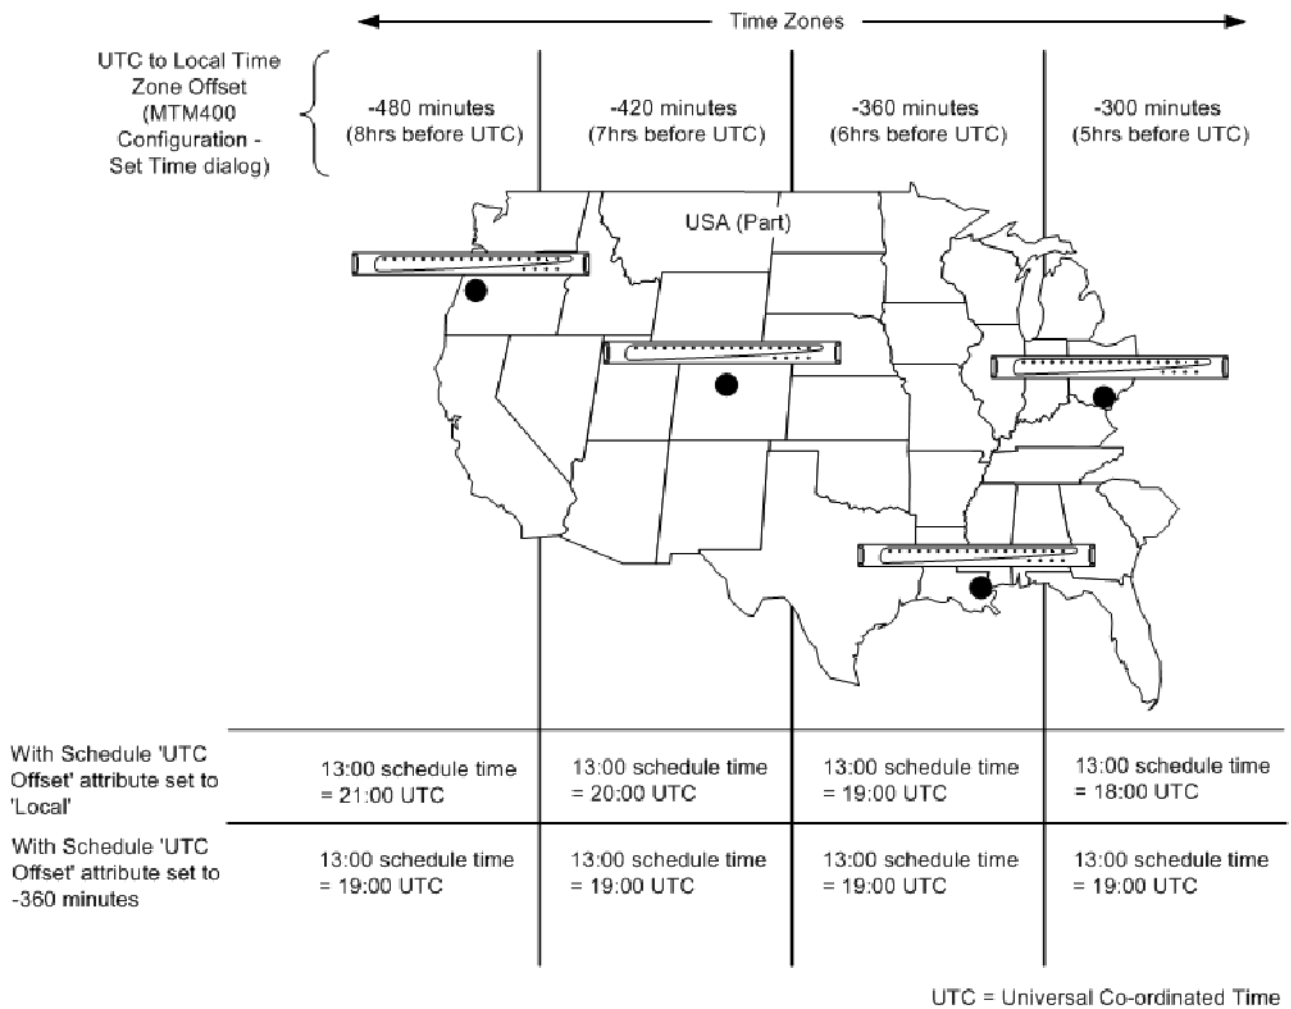 Time Zones
UTC to Local Time
Zone Offset
(MTM400
Configuration -
Set Time dialog)
-480 minutes
(8hrs before UTC)
-420 minutes
(7hrs before UTC)
-360 minutes
(6hrs before UTC)
-300 minutes
(5hrs before UTC)
USA (Part)
With Schedule 'UTC
Offset' attribute set to
'Local'
13:00 schedule time
= 21:00 UTC
13:00 schedule time
= 20:00 UTC
13:00 schedule time
= 19:00 UTC
13:00 schedule time
= 18:00 UTC
With Schedule 'UTC
Offset' attribute set to
-360 minutes
13:00 schedule time
= 19:00 UTC
13:00 schedule time
= 19:00 UTC
13:00 schedule time
= 19:00 UTC
13:00 schedule time
= 19:00 UTC
UTC = Universal Co-ordinated Time